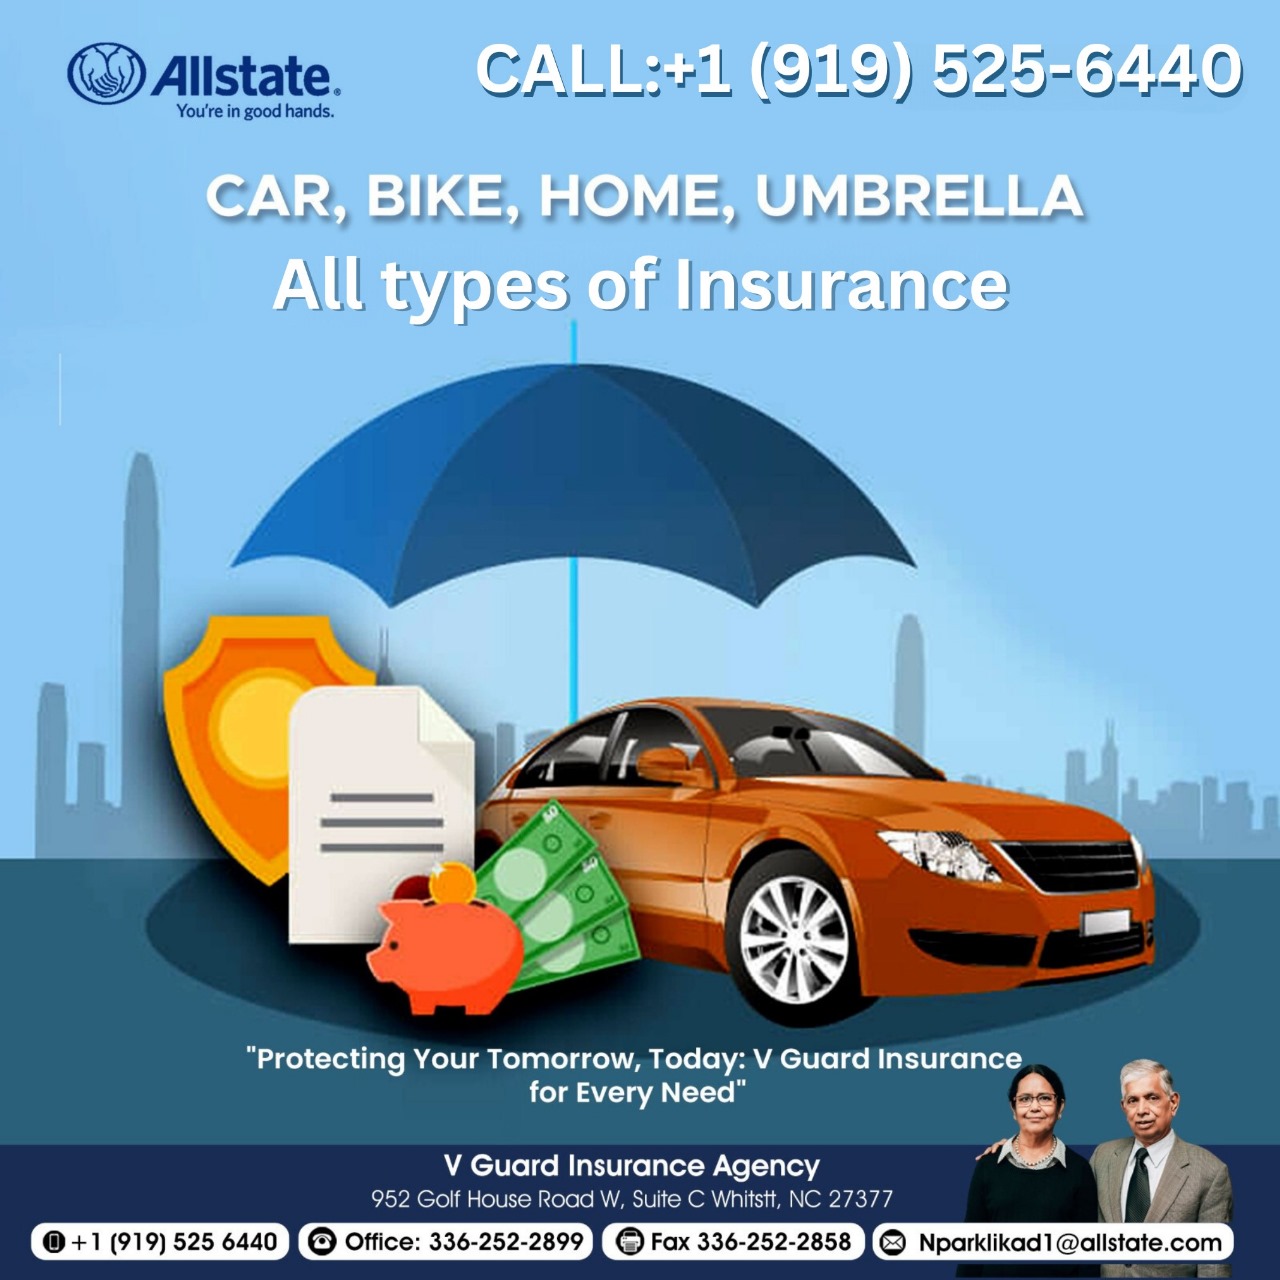 Allstate®
You're in good hands.
CALL:+1 (919) 525-6440
CAR, BIKE, HOME, UMBRELLA
All types of Insurance
50
50
"Protecting Your Tomorrow, Today: V Guard Insurance
for Every Need"
V Guard Insurance Agency
952 Golf House Road W, Suite C Whitstt, NC 27377
+1 (919) 525 6440
Office: 336-252-2899
Fax 336-252-2858
Nparklikad1@allstate.com